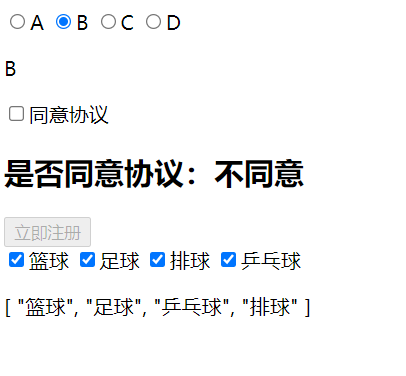 A B C D
B
同意协议
是否同意协议：不同意
立即注册
篮球 足球 排球 乒乓球
[ "篮球", "足球", "乒乓球", "排球" ]